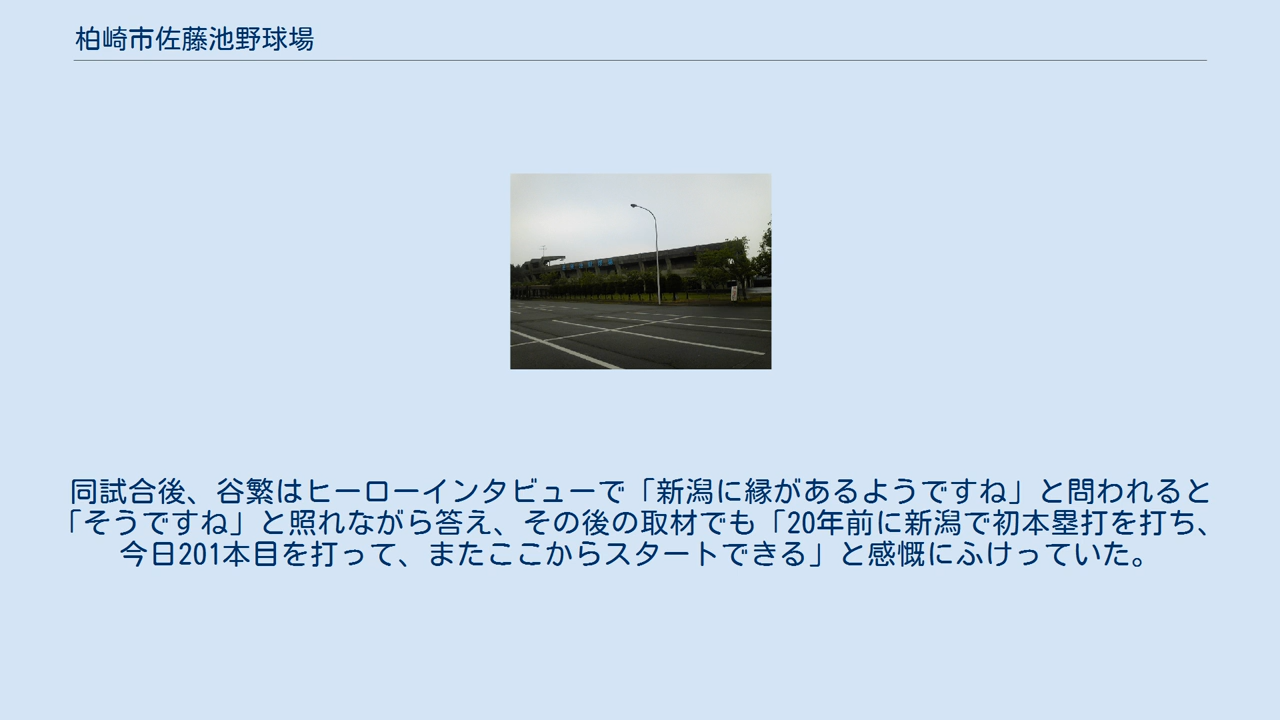 柏崎市佐藤池野球場
同試合後、谷繁はヒーローインタビューで「新潟に縁があるようですね」と問われると
「そうですね」と照れながら答え、その後の取材でも「20年前に新潟で初本塁打を打ち、
今日201本目を打って、またここからスタートできる」と感慨にふけっていた。